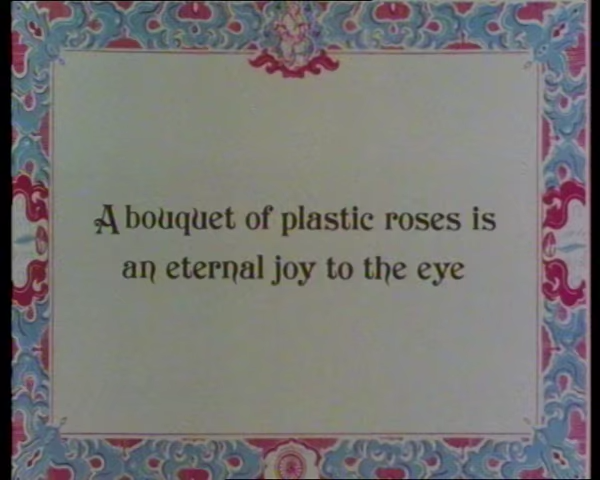 A bouquet of plastic roses is
an eternal joy to the eye